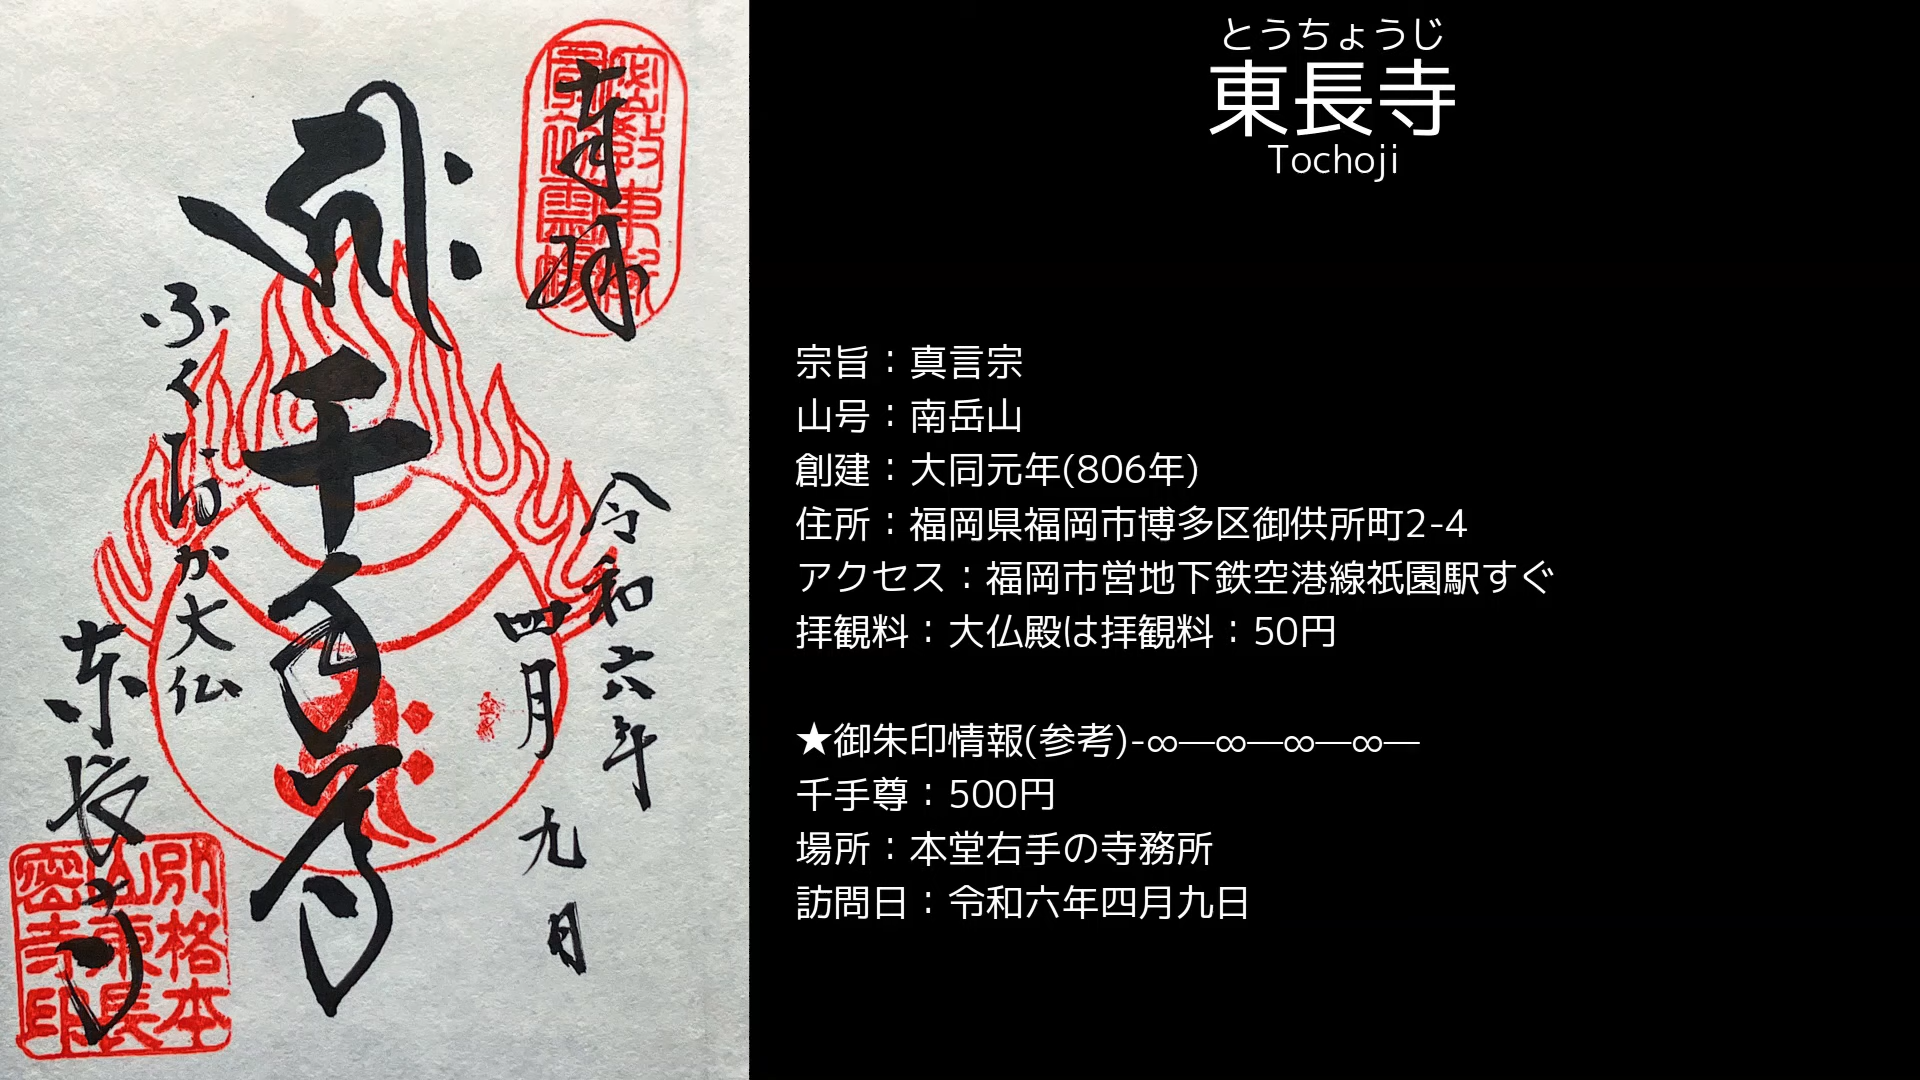 奉拝
令和六年
四月九日
千手尊
ふくおか大仏
東長寺
別格本
山東長
密寺印
とうちょうじ
東長寺
Tochoji
宗旨：真言宗
山号：南岳山
創建：大同元年(806年)
住所：福岡県福岡市博多区御供所町2-4
アクセス：福岡市営地下鉄空港線祇園駅すぐ
拝観料：大仏殿は拝観料：50円
★御朱印情報(参考)-∞—∞—∞—∞—
千手尊：500円
場所：本堂右手の寺務所
訪問日：令和六年四月九日